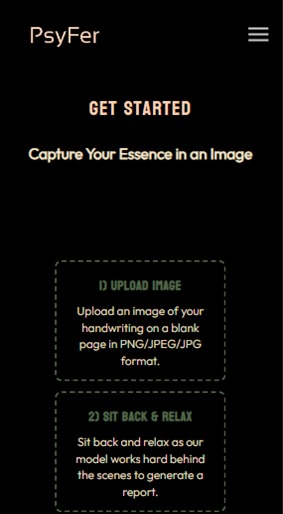 PsyFer
GET STARTED
Capture Your Essence in an Image
1) UPLOAD IMAGE
Upload an image of your
handwriting on a blank
page in PNG/JPEG/JPG
format.
2) SIT BACK & RELAX
Sit back and relax as our
model works hard behind
the scenes to generate a
report.